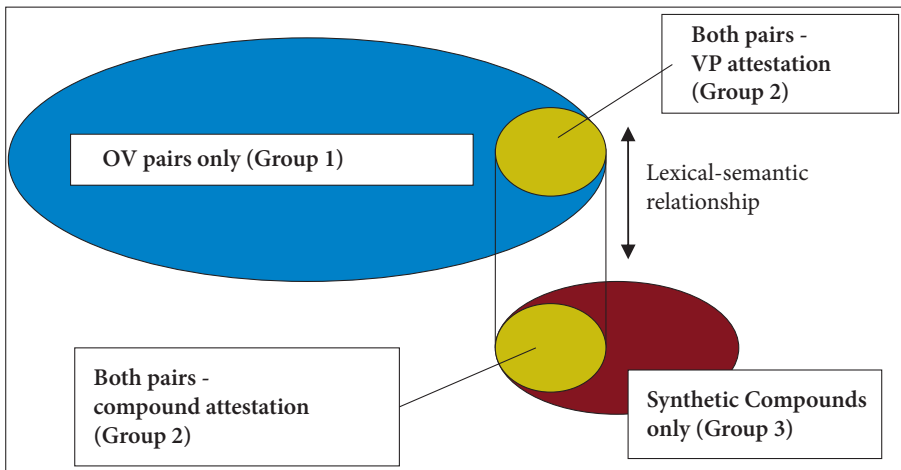 Both pairs -
VP attestation
(Group 2)
OV pairs only (Group 1)
Lexical-semantic
relationship
Both pairs -
compound attestation
(Group 2)
Synthetic Compounds
only (Group 3)